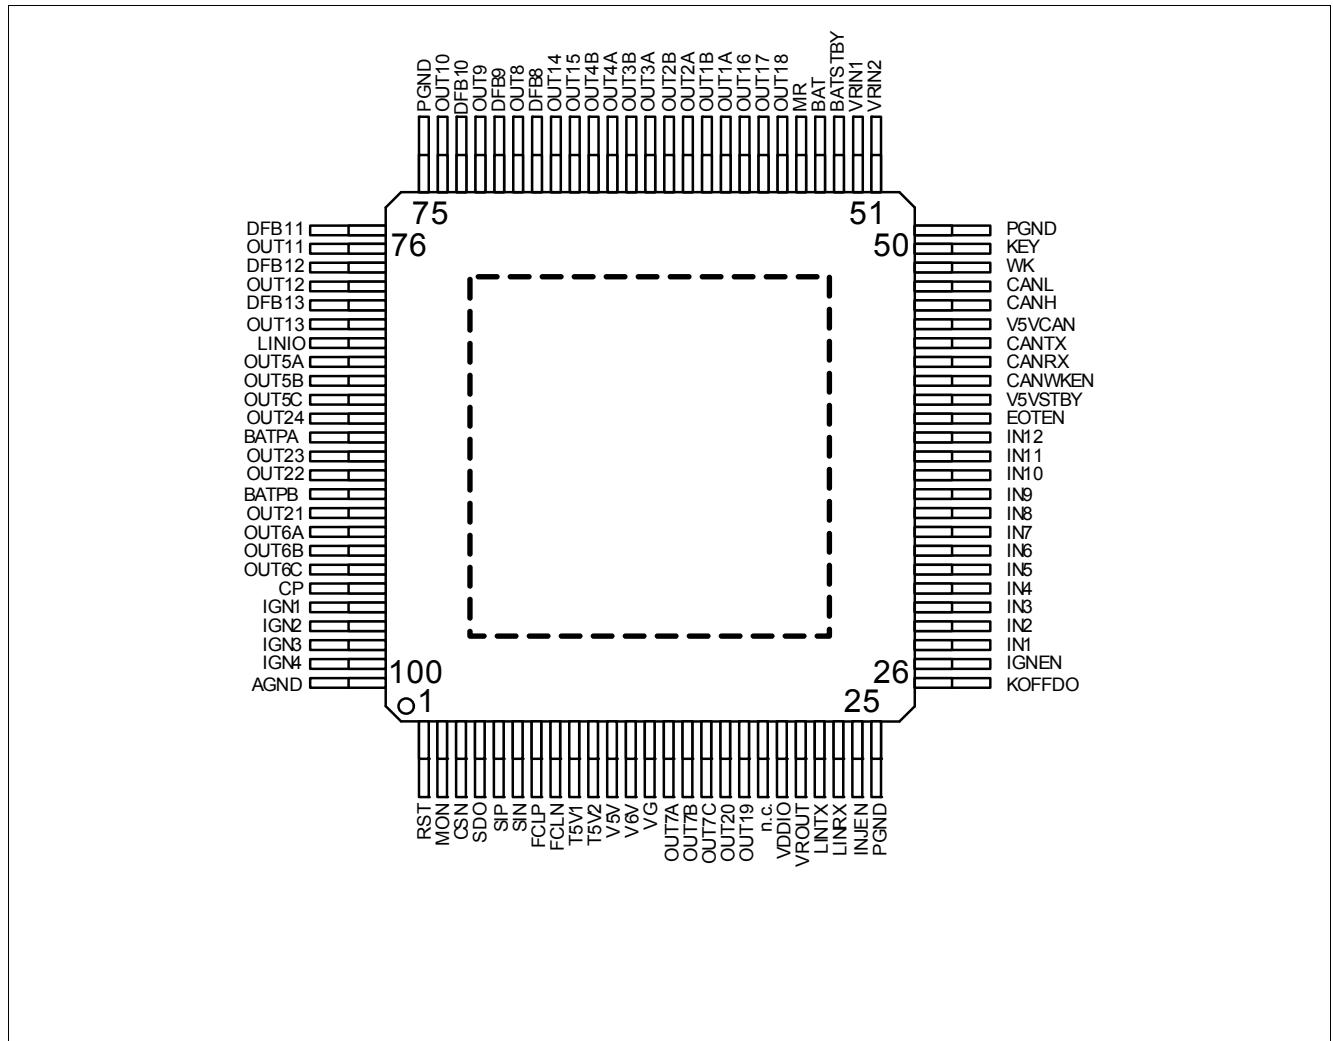 PGND
OUT10
DFB10
OUT9
DFB9
OUT8
DFB8
OUT14
OUT15
OUT4B
OUT4A
OUT3B
OUT3A
OUT2B
OUT2A
OUT1B
OUT1A
OUT16
OUT17
OUT18
MR
BAT
BATSTBY
VRIN1
VRIN2
75
51
76
50
DFB11
OUT11
DFB12
OUT12
DFB13
OUT13
LINIO
OUT5A
OUT5B
OUT5C
OUT24
BATPA
OUT23
OUT22
BATPB
OUT21
OUT6A
OUT6B
OUT6C
CP
IGN1
IGN2
IGN3
IGN4
AGND
PGND
KEY
WK
CANL
CANH
V5VCAN
CANTX
CANRX
CANWKEN
V5VSTBY
EOTEN
IN12
IN11
IN10
IN9
IN8
IN7
IN6
IN5
IN4
IN3
IN2
IN1
IGNEN
KOFFDO
100
26
1
25
RST
MON
CSN
SDO
SIP
SIN
FCLP
FCLN
T5V1
T5V2
V5V
V6V
VG
OUT7A
OUT7B
OUT7C
OUT20
OUT19
n.c.
VDDIO
VROUT
LINTX
LINRX
INJEN
PGND